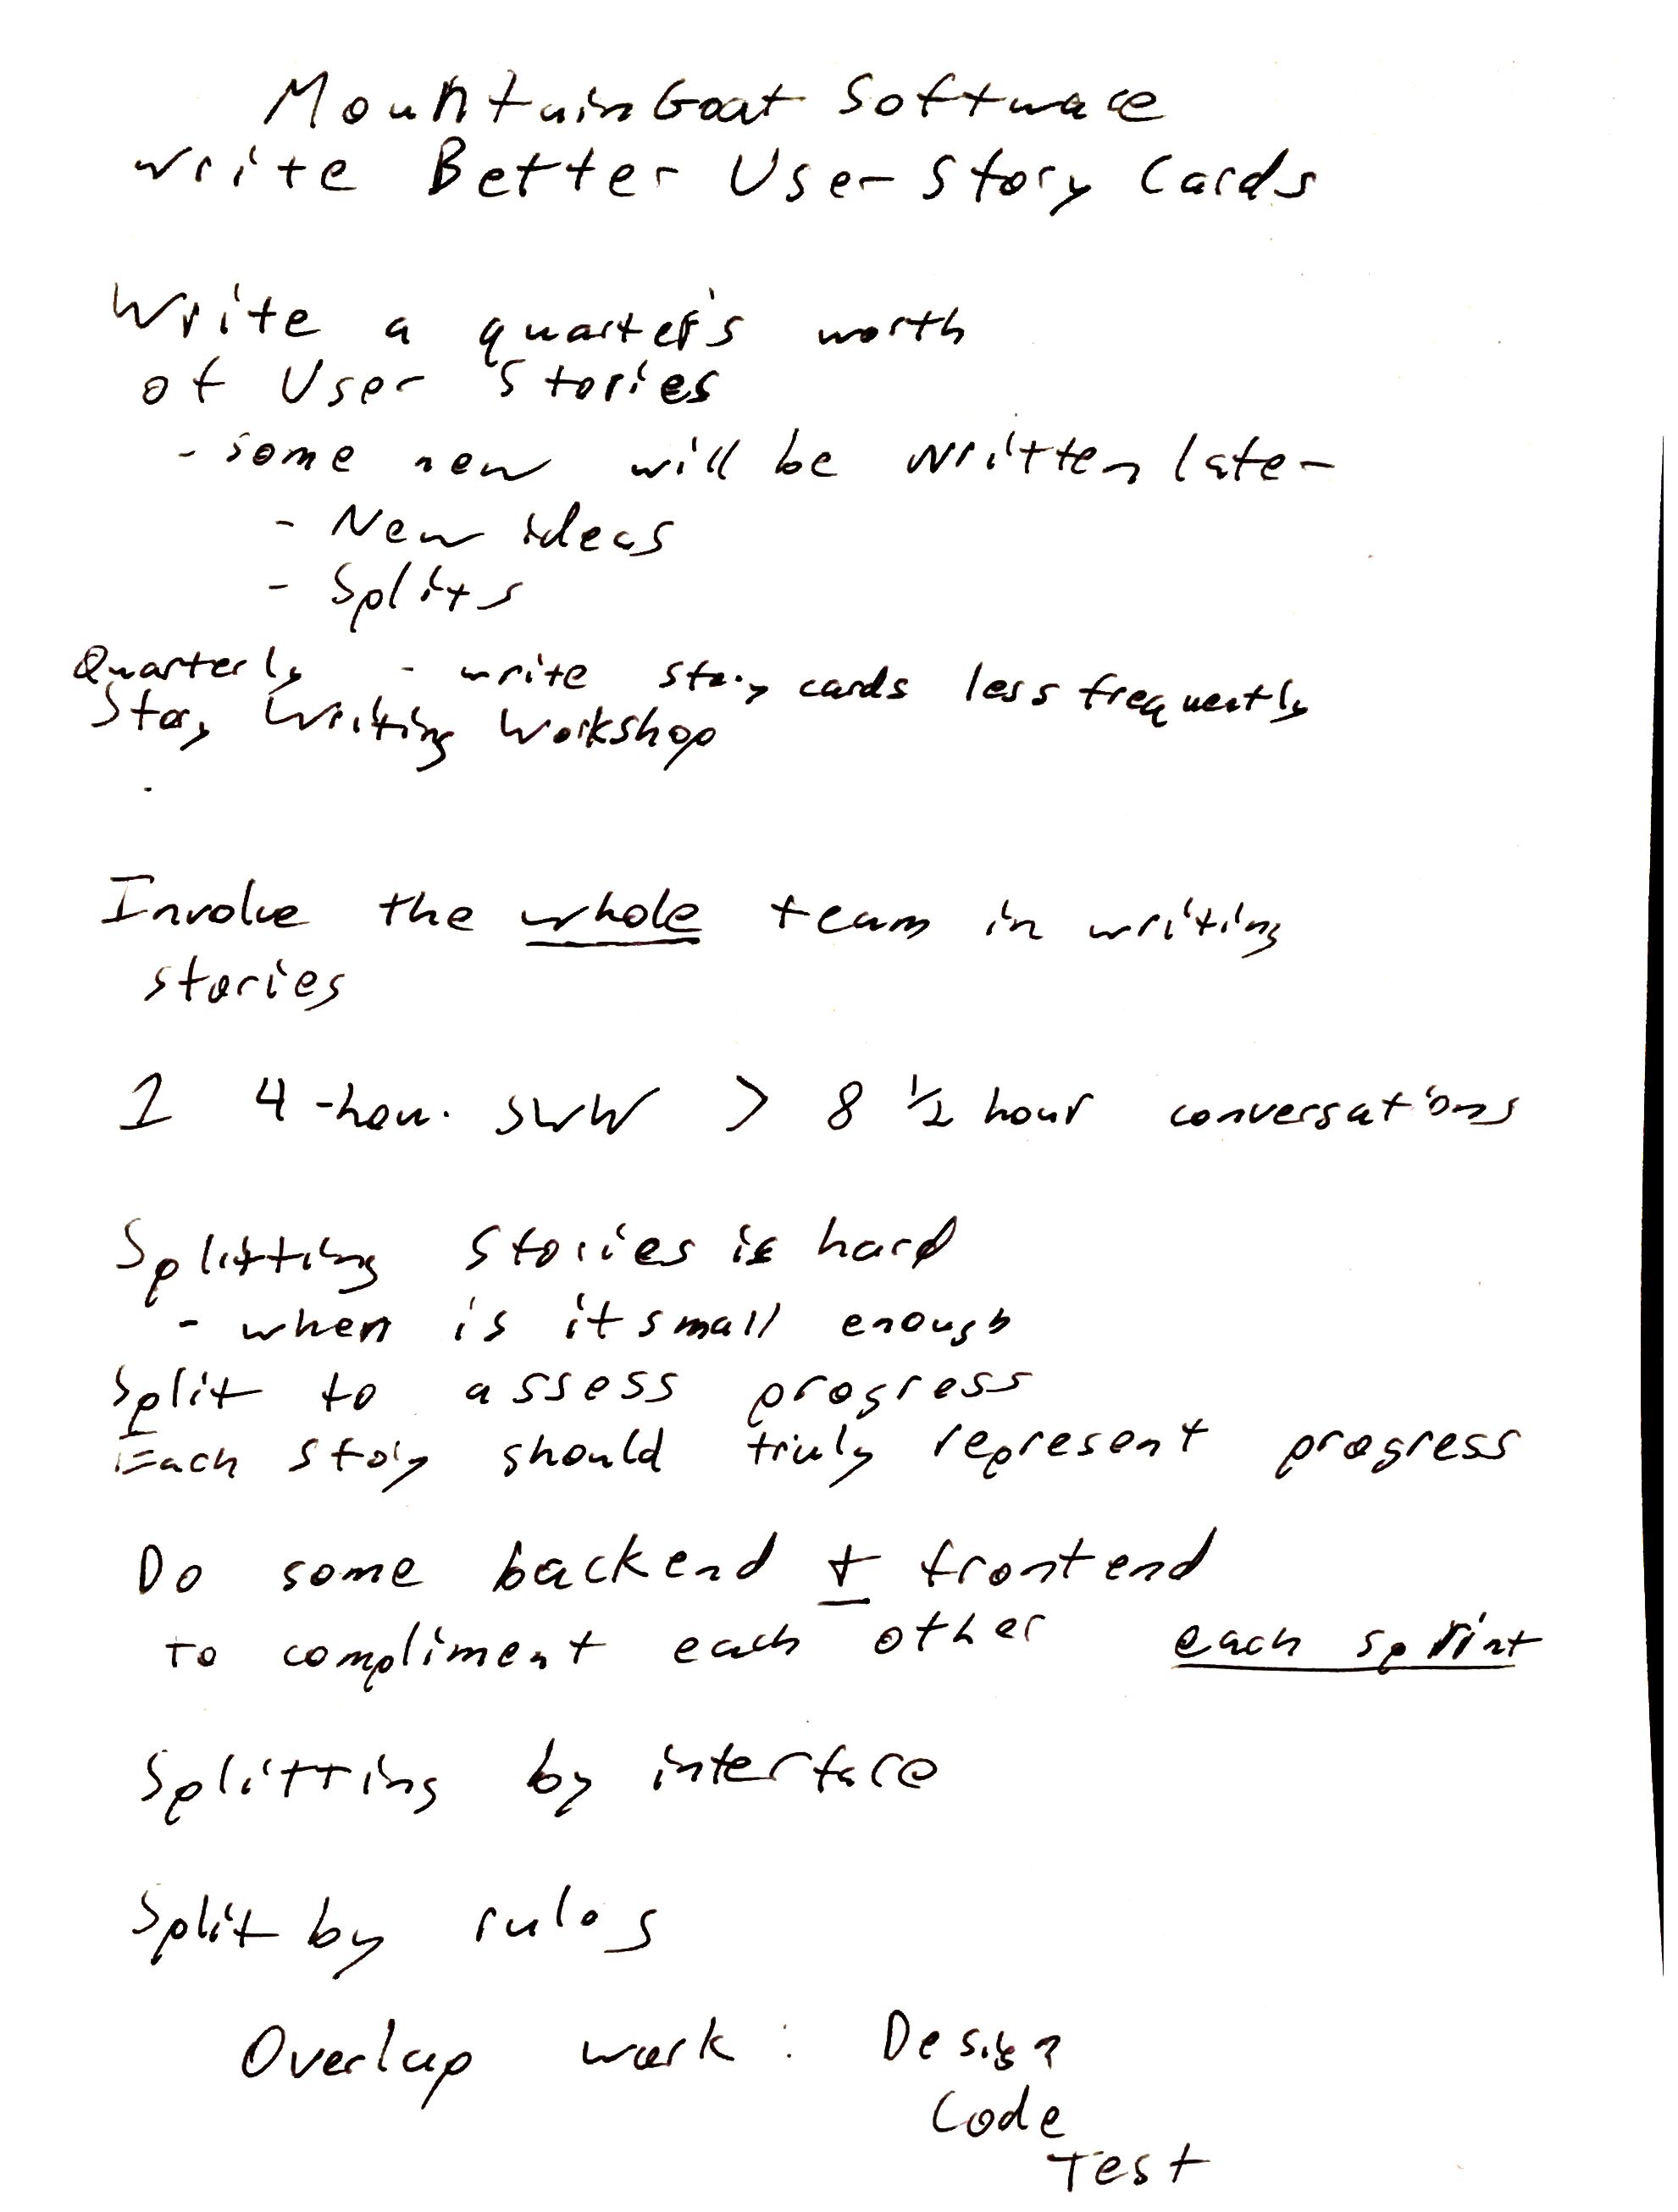 Mountain Goat Software
Write Better User Story Cards
Write a quarter's worth
of User Stories
- some new will be written later
- New ideas
- Splits
Quarterly - write story cards less frequently
Story Writing Workshop
Involve the whole team in writing
stories
1 4-hour SWW > 8 1/2 hour conversations
Splitting Stories is hard
- when is it small enough
Split to assess progress
Each story should truly represent progress
Do some backend + frontend
To compliment each other each sprint
Splitting by interface
Split by rules
Overlap work : Design
Code
Test